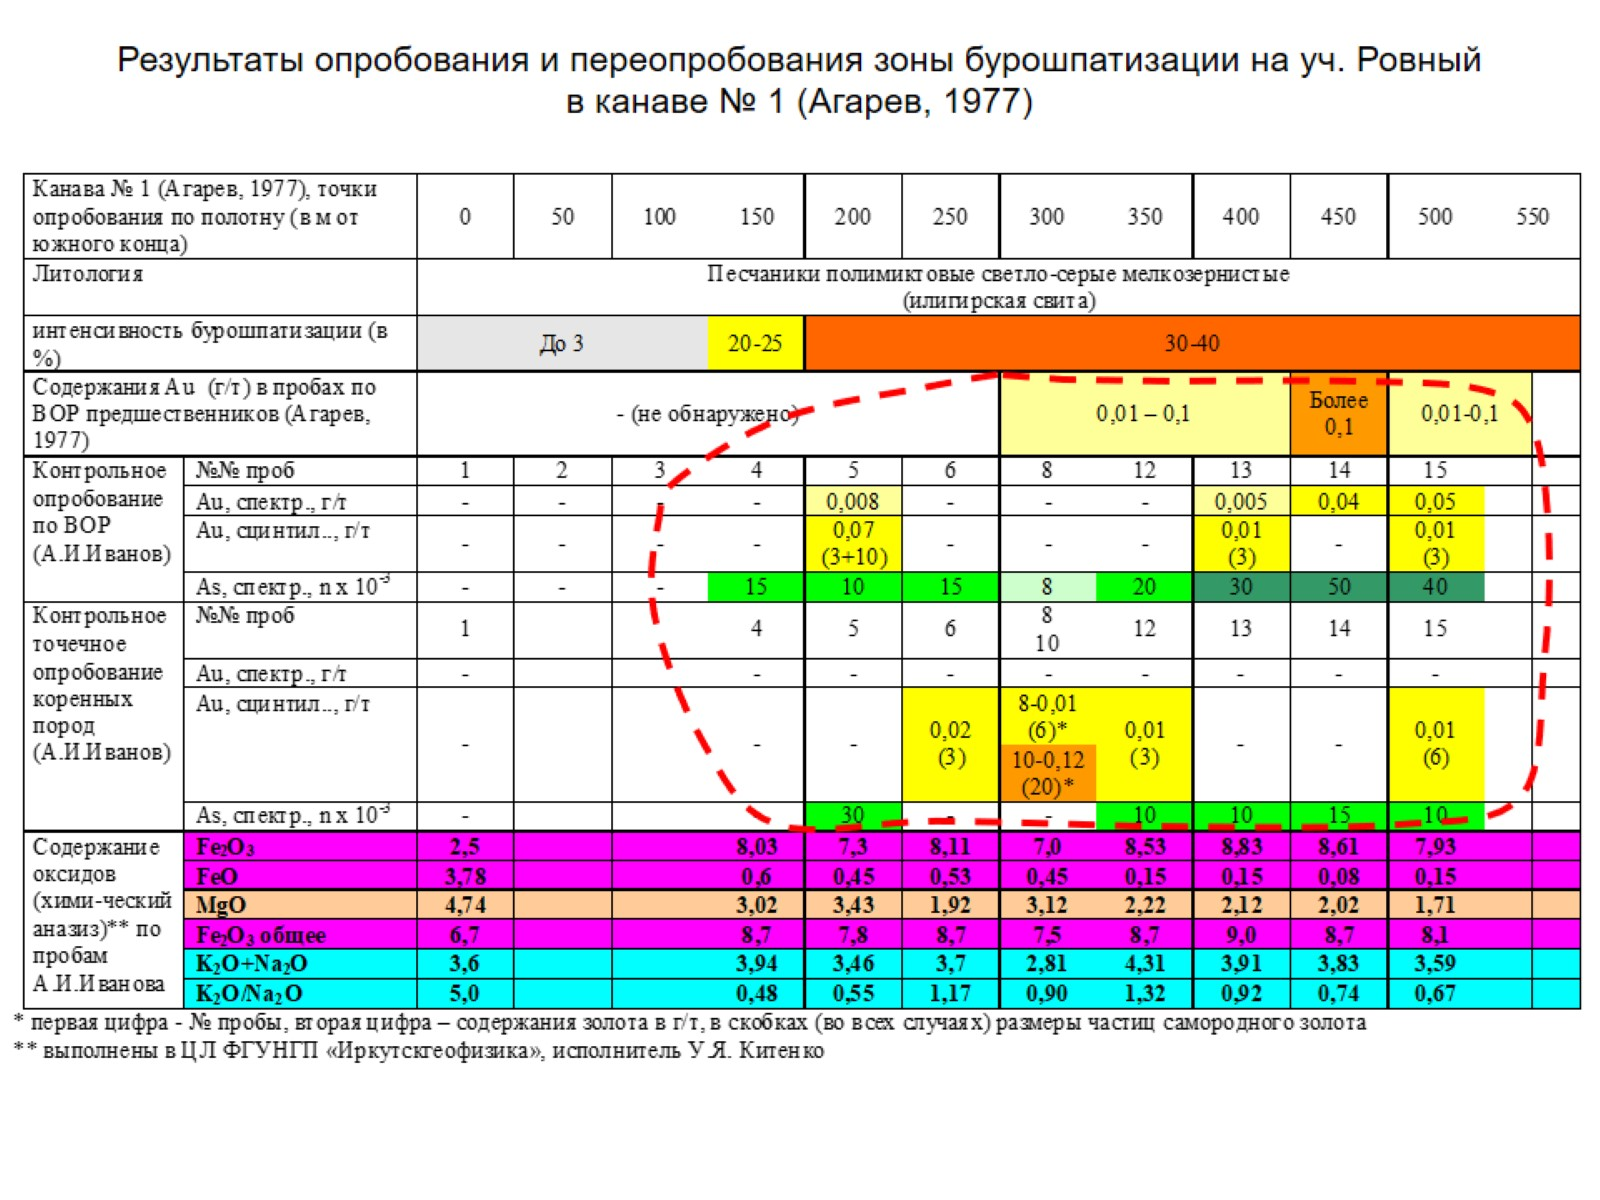 Результаты опробования и переопробования зоны бурошпатизации на уч. Ровный
в канаве № 1 (Агарев, 1977)
Канава № 1 (Агарев, 1977), точки
опробования по полотну (в м от
южного конца)
0 50 100 150 200 250 300 350 400 450 500 550
Литология
Песчаники полимиктовые светло-серые мелкозернистые
(илигирская свита)
интенсивность бурошпатизации (в
%)
До 3 20-25 30-40
Содержания Au (г/т) в пробах по
ВОР предшественников (Агарев,
1977)
- (не обнаружено)
0,01 – 0,1
Более
0,1
0,01-0,1
Контрольное
опробование
по ВОР
(А.И.Иванов)
№№ проб 1 2 3 4 5 6 8 12 13 14 15
Au, спектр., г/т - - - - 0,008 - - - 0,005 0,04 0,05
Au, сцинтил.., г/т - - - - 0,07 - - - 0,01 - 0,01
(3+10) (3) (3)
As, спектр., n x 10⁻³ - - - 15 10 15 8 20 30 50 40
Контрольное
точечное
опробование
коренных
пород
(А.И.Иванов)
№№ проб 1 4 5 6 8 12 13 14 15
10
Au, спектр., г/т - - - - - - - - -
Au, сцинтил.., г/т - - - 0,02 8-0,01 0,01 - - 0,01
(3) (6)* (3) (6)
10-0,12
(20)*
As, спектр., n x 10⁻³ - - 30 - - 10 10 15 10
Содержание
оксидов
(хими-ческий
аназиз)** по
пробам
А.И.Иванова
Fe₂O₃ 2,5 8,03 7,3 8,11 7,0 8,53 8,83 8,61 7,93
FeO 3,78 0,6 0,45 0,53 0,45 0,15 0,15 0,08 0,15
MgO 4,74 3,02 3,43 1,92 3,12 2,22 2,12 2,02 1,71
Fe₂O₃ общее 6,7 8,7 7,8 8,7 7,5 8,7 9,0 8,7 8,1
K₂O+Na₂O 3,6 3,94 3,46 3,7 2,81 4,31 3,91 3,83 3,59
K₂O/Na₂O 5,0 0,48 0,55 1,17 0,90 1,32 0,92 0,74 0,67
* первая цифра - № пробы, вторая цифра – содержания золота в г/т, в скобках (во всех случаях) размеры частиц самородного золота
** выполнены в ЦЛ ФГУНГП «Иркутскгеофизика», исполнитель У.Я. Китенко